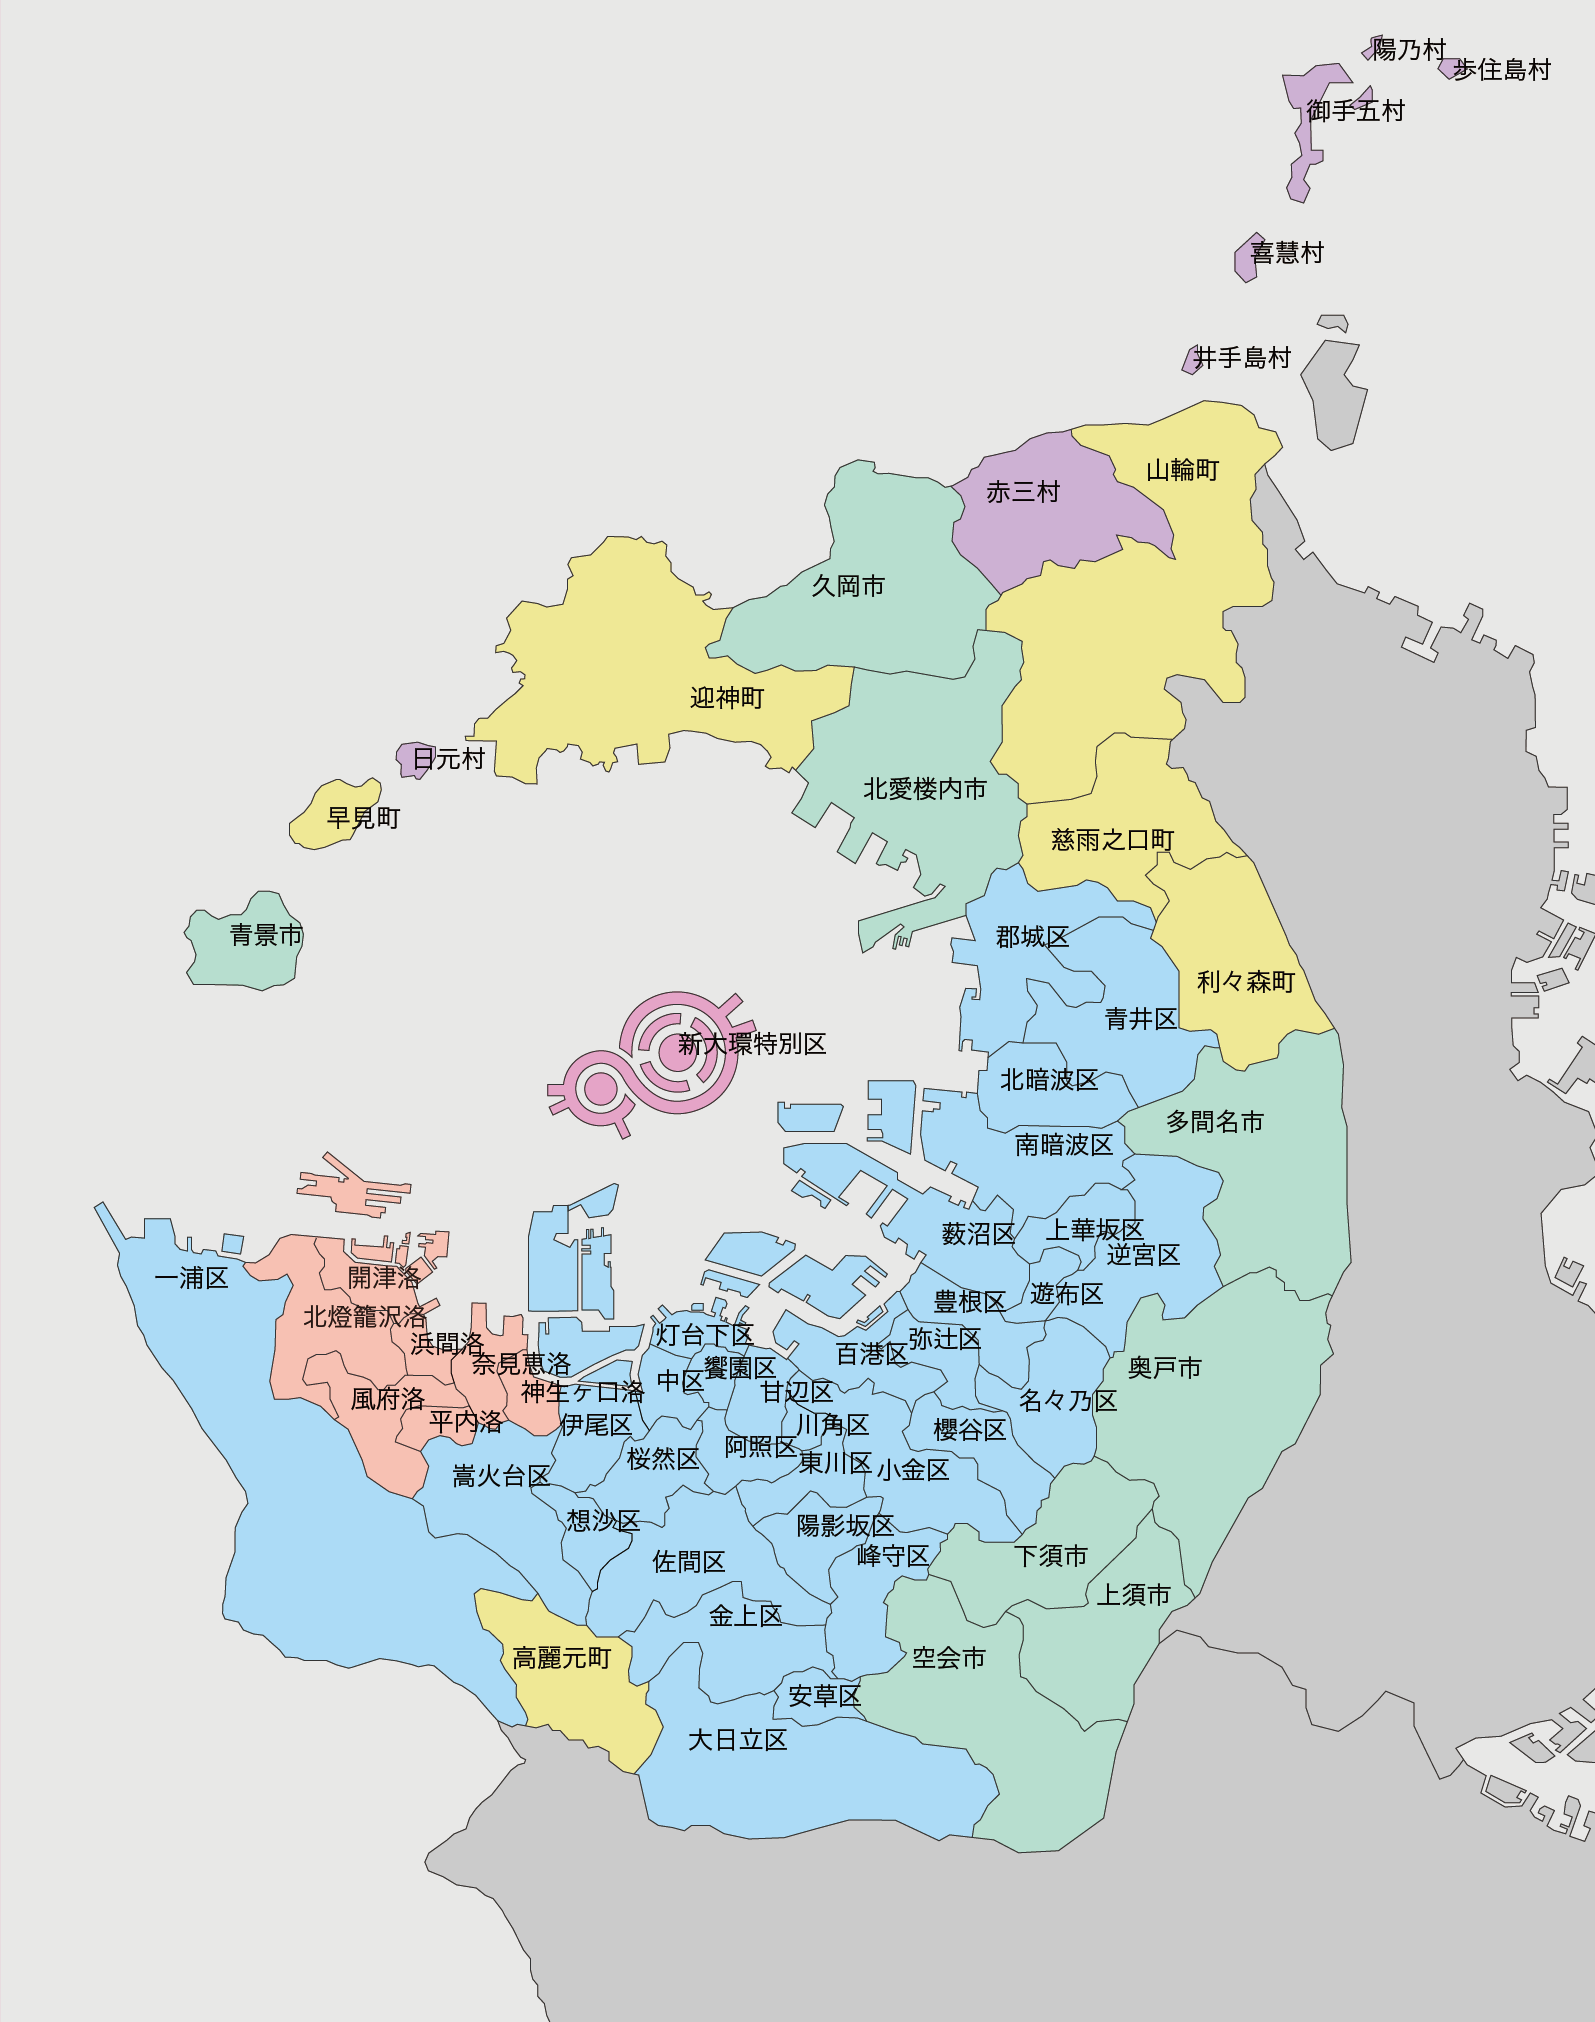 陽乃村
歩住島村
御手五村
喜慧村
井手島村
山輪町
赤三村
久岡市
迎神町
日元村
北愛楼内市
早見町
慈雨之口町
青景市
郡城区
利々森町
青井区
新大環特別区
北暗波区
多間名市
南暗波区
薮沼区
上華坂区
逆宮区
一浦区
開津洛
遊布区
豊根区
北燈籠沢洛
灯台下区
弥辻区
浜間洛
百港区
奈見恵洛
饗園区
奥戸市
中区
神生ヶ口洛
甘辺区
風府洛
名々乃区
平内洛
伊尾区
川角区
櫻谷区
阿照区
桜然区
東川区
小金区
嵩火台区
想沙区
陽影坂区
佐間区
峰守区
下須市
上須市
金上区
高麗元町
空会市
安草区
大日立区